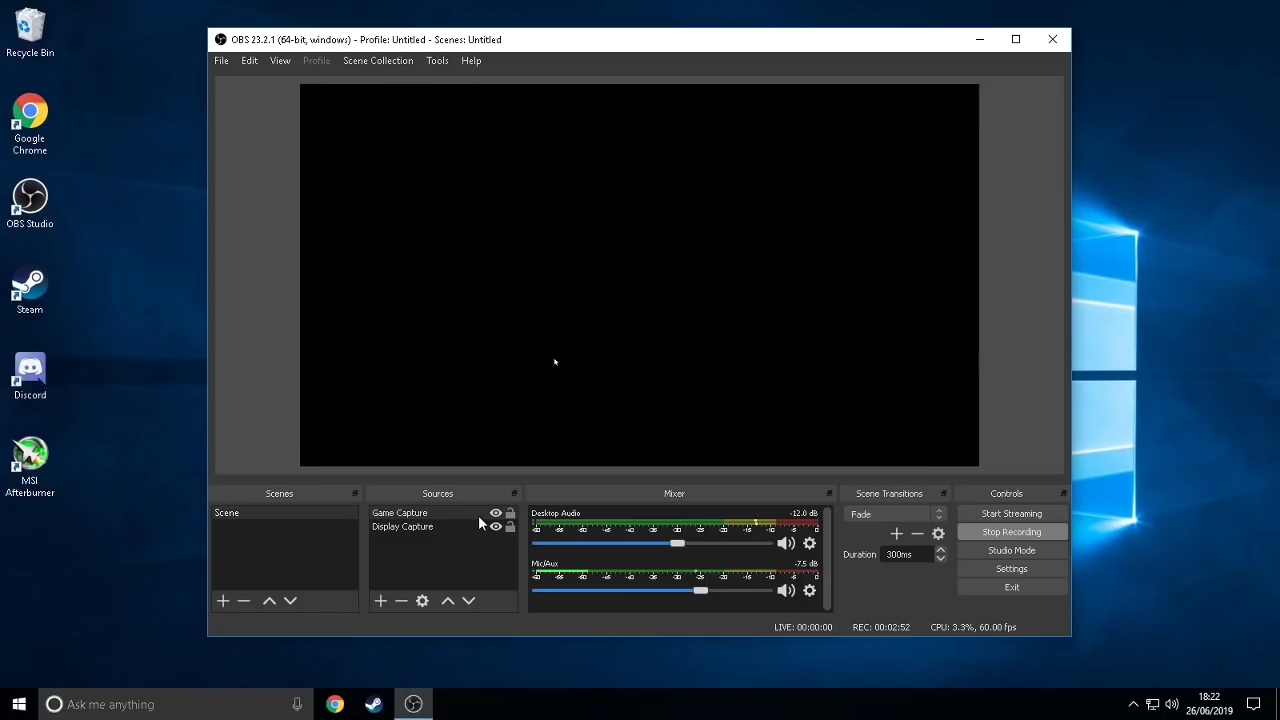 Recycle Bin
Google
Chrome
OBS Studio
Steam
Discord
MSI
Afterburner
OBS 23.2.1 (64-bit, windows) - Profile: Untitled - Scenes: Untitled
File Edit View Profile Scene Collection Tools Help
Scenes Sources Mixer Scene Transitions Controls
Scene
Game Capture
Display Capture
Desktop Audio -12.0 dB
Mic/Aux -7.5 dB
Fade
Duration 300ms
Start Streaming
Stop Recording
Studio Mode
Settings
Exit
LIVE: 00:00:00 REC: 00:02:52 CPU: 3.3%, 60.00 fps
Ask me anything
18:22
26/06/2019